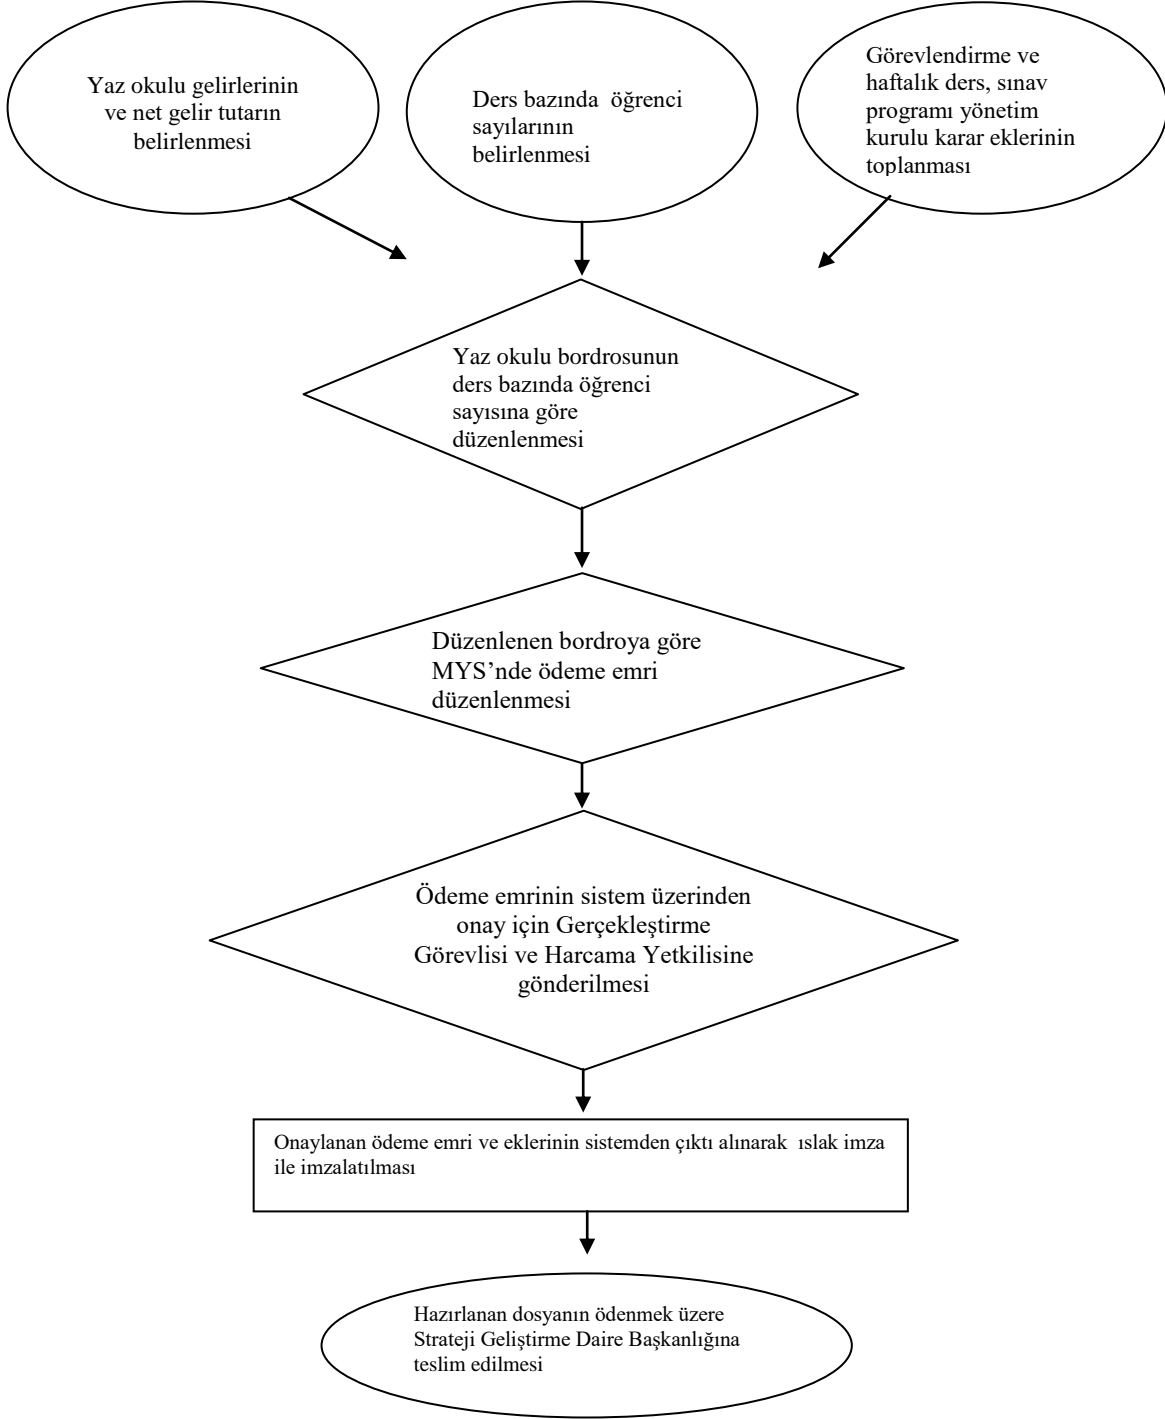 Yaz okulu gelirlerinin
ve net gelir tutarın
belirlenmesi
Ders bazında öğrenci
sayılarının
belirlenmesi
Görevlendirme ve
haftalık ders, sınav
programı yönetim
kurulu karar eklerinin
toplanması
Yaz okulu bordrosunun
ders bazında öğrenci
sayısına göre
düzenlenmesi
Düzenlenen bordroya göre
MYS’nde ödeme emri
düzenlenmesi
Ödeme emrinin sistem üzerinden
onay için Gerçekleştirme
Görevlisi ve Harcama Yetkilisine
gönderilmesi
Onaylanan ödeme emri ve eklerinin sistemden çıktı alınarak ıslak imza
ile imzalatılması
Hazırlanan dosyanın ödenmek üzere
Strateji Geliştirme Daire Başkanlığına
teslim edilmesi